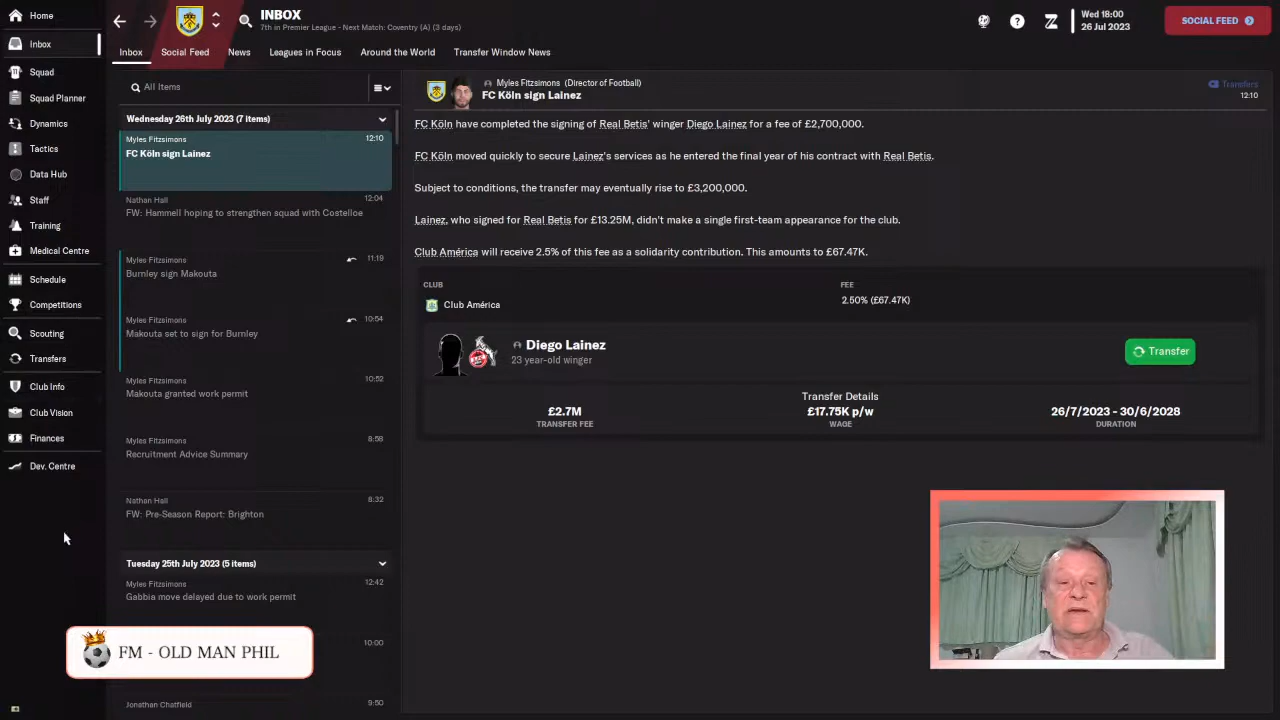 Home
Inbox
Squad
Squad Planner
Dynamics
Tactics
Data Hub
Staff
Training
Medical Centre
Schedule
Competitions
Scouting
Transfers
Club Info
Club Vision
Finances
Dev. Centre
INBOX
7th in Premier League - Next Match: Coventry (A) (3 days)
Wed 18:00
26 Jul 2023
SOCIAL FEED
Inbox
Social Feed
News
Leagues in Focus
Around the World
Transfer Window News
All Items
Wednesday 26th July 2023 (7 items)
Myles Fitzsimons 12:10
FC Köln sign Lainez
Nathan Hall 12:04
FW: Hammell hoping to strengthen squad with Costelloe
Myles Fitzsimons 11:19
Burnley sign Makouta
Myles Fitzsimons 10:54
Makouta set to sign for Burnley
Myles Fitzsimons 10:52
Makouta granted work permit
Myles Fitzsimons 8:58
Recruitment Advice Summary
Nathan Hall 8:32
FW: Pre-Season Report: Brighton
Tuesday 25th July 2023 (5 items)
Myles Fitzsimons 12:42
Gabbia move delayed due to work permit
10:00
Jonathan Chatfield 9:50
Myles Fitzsimons (Director of Football)
FC Köln sign Lainez
Transfers
12:10
FC Köln have completed the signing of Real Betis' winger Diego Lainez for a fee of £2,700,000.
FC Köln moved quickly to secure Lainez's services as he entered the final year of his contract with Real Betis.
Subject to conditions, the transfer may eventually rise to £3,200,000.
Lainez, who signed for Real Betis for £13.25M, didn't make a single first-team appearance for the club.
Club América will receive 2.5% of this fee as a solidarity contribution. This amounts to £67.47K.
CLUB FEE
Club América 2.50% (£67.47K)
Diego Lainez
23 year-old winger
Transfer
Transfer Details
£2.7M £17.75K p/w 26/7/2023 - 30/6/2028
TRANSFER FEE WAGE DURATION
FM - OLD MAN PHIL